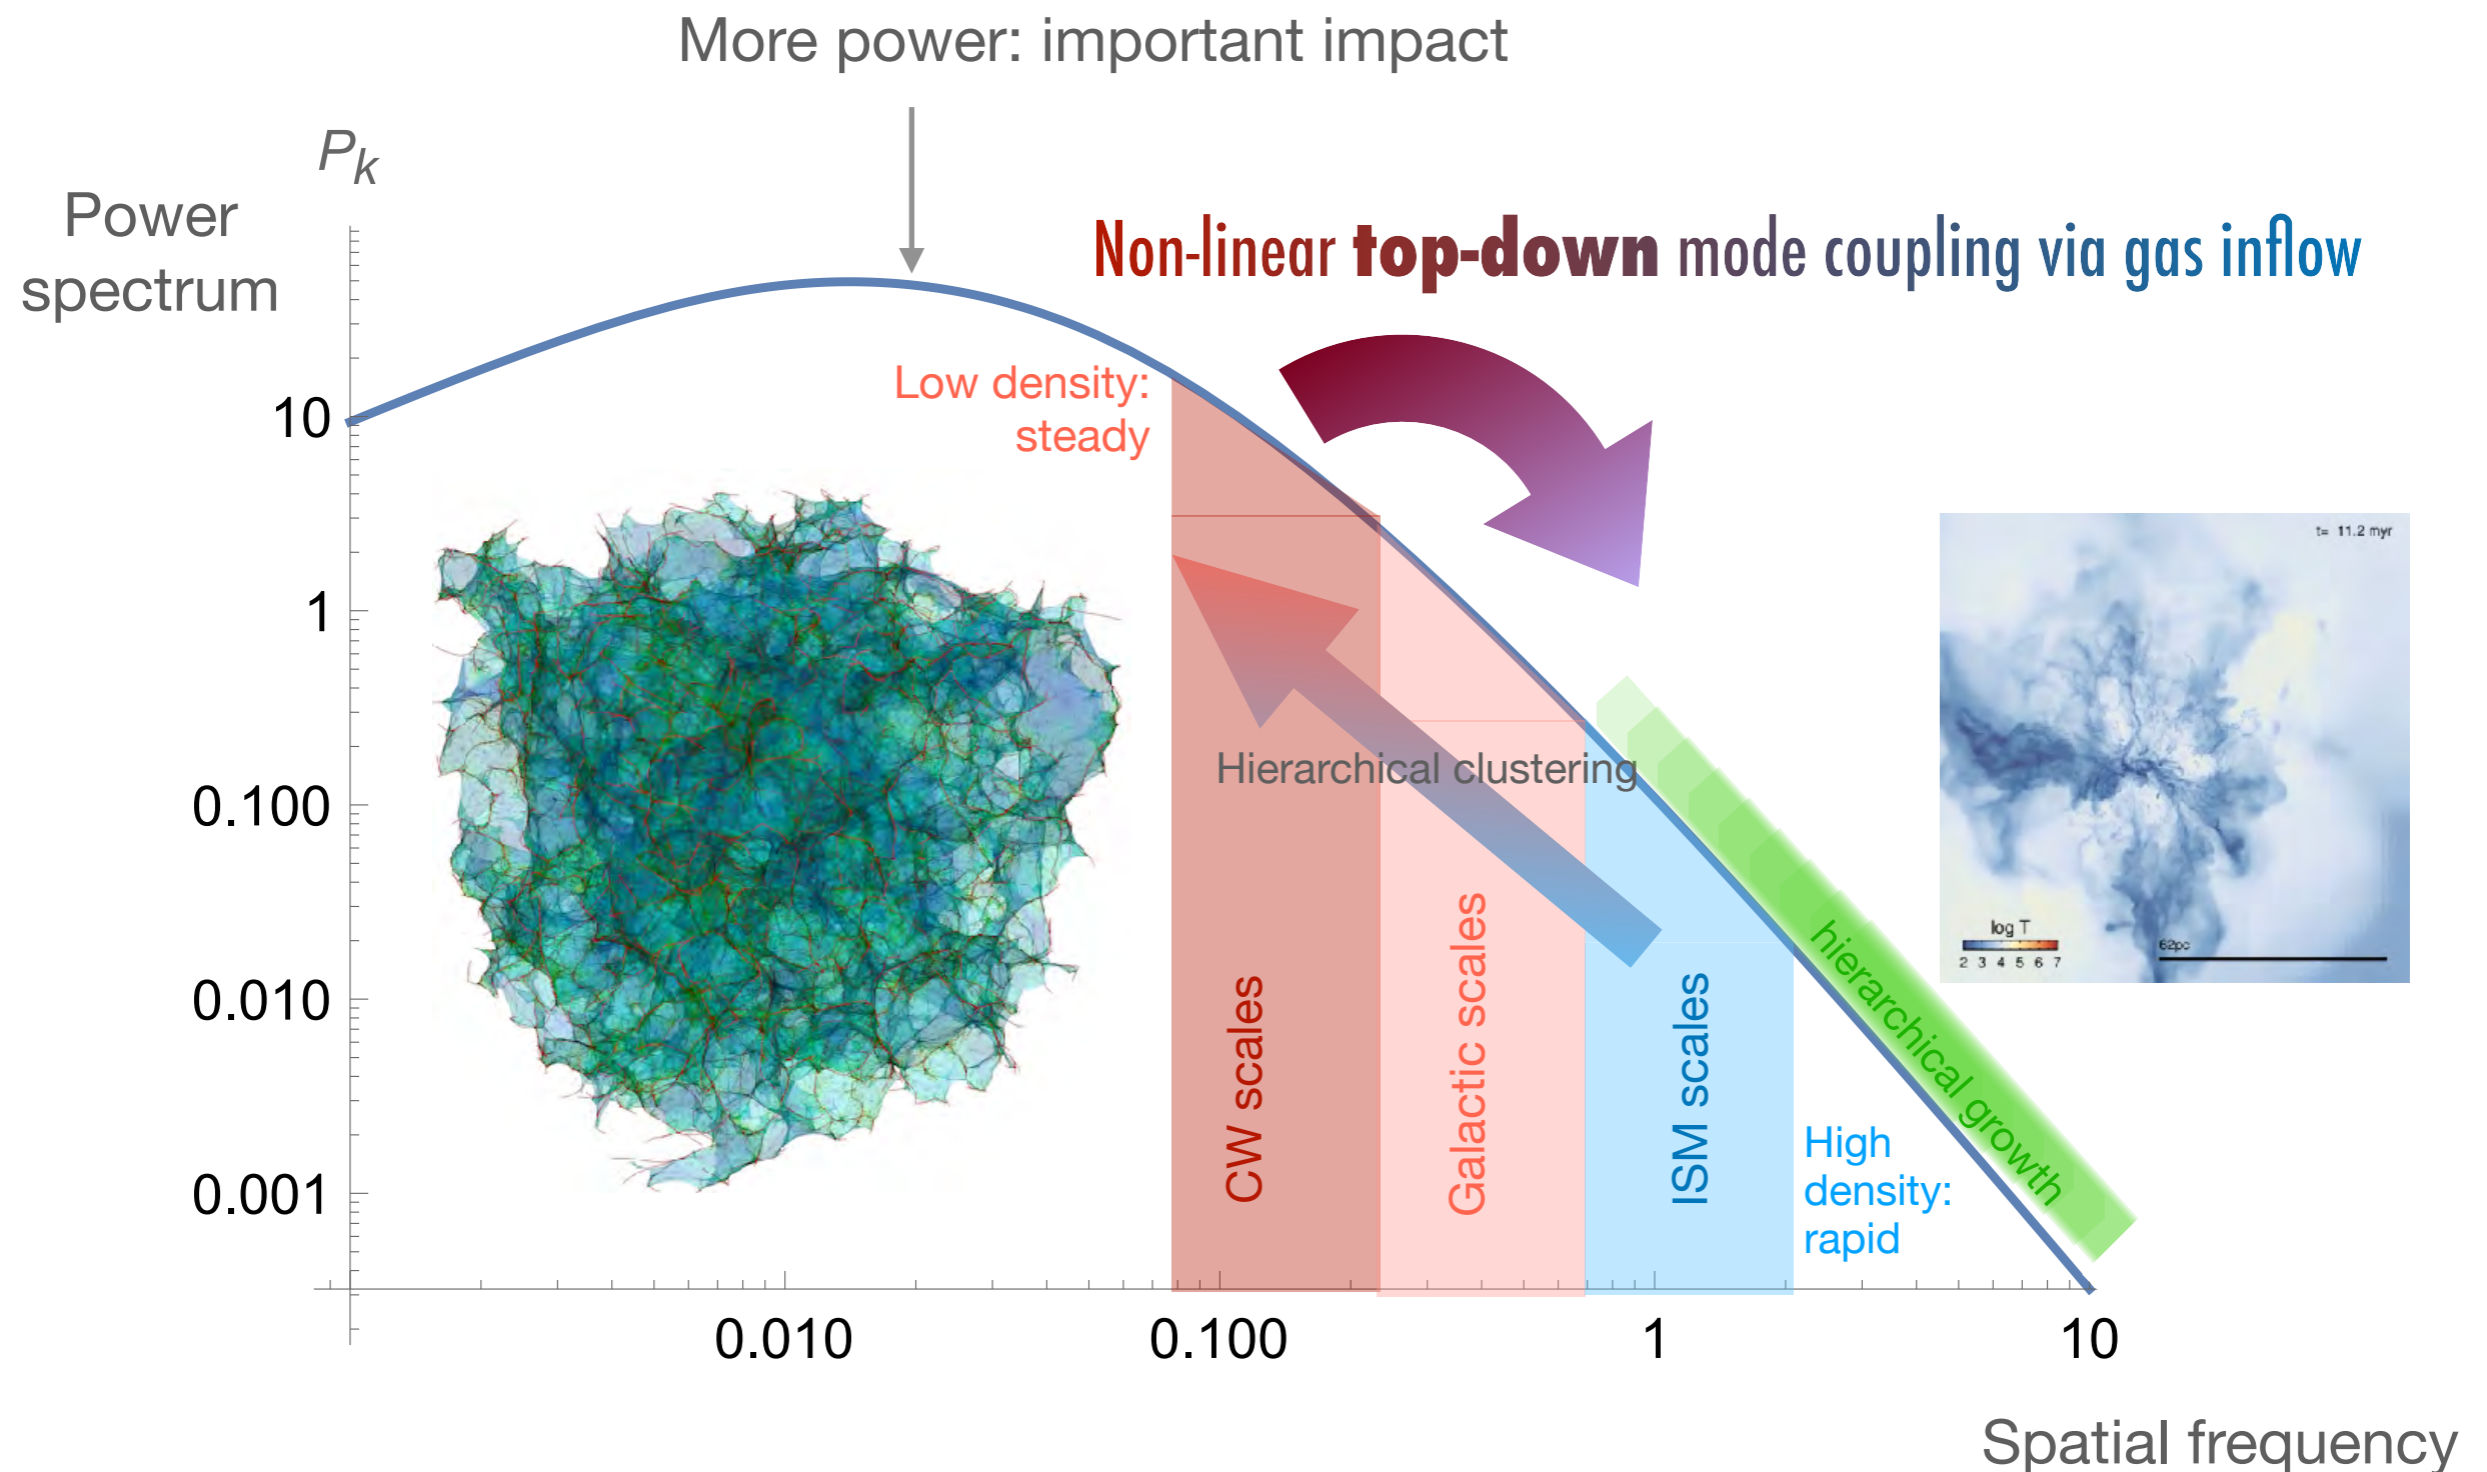 More power: important impact
Pk
Power
spectrum
Non-linear top-down mode coupling via gas inflow
Low density:
steady
10
1
0.100
0.010
0.001
t= 11.2 myr
Hierarchical clustering
log T
2 3 4 5 6 7
62pc
CW scales
Galactic scales
ISM scales
hierarchical growth
High
density:
rapid
0.010
0.100
1
10
Spatial frequency